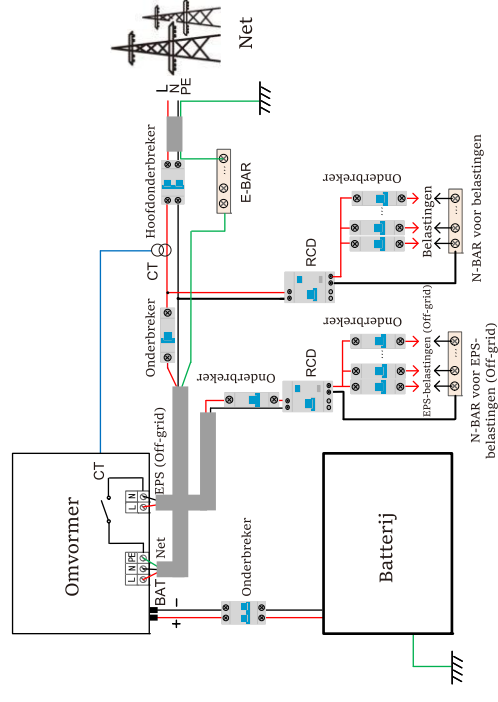 Net
L
N
PE
Hoofdonderbreker
E-BAR
CT
Onderbreker
RCD
Onderbreker
Belastingen
N-BAR voor belastingen
Onderbreker
RCD
Onderbreker
EPS-belastingen (Off-grid)
N-BAR voor EPS-
belastingen (Off-grid)
Omvormer
CT
L N
EPS (Off-grid)
L N PE
Net
BAT
+ −
Onderbreker
Batterij